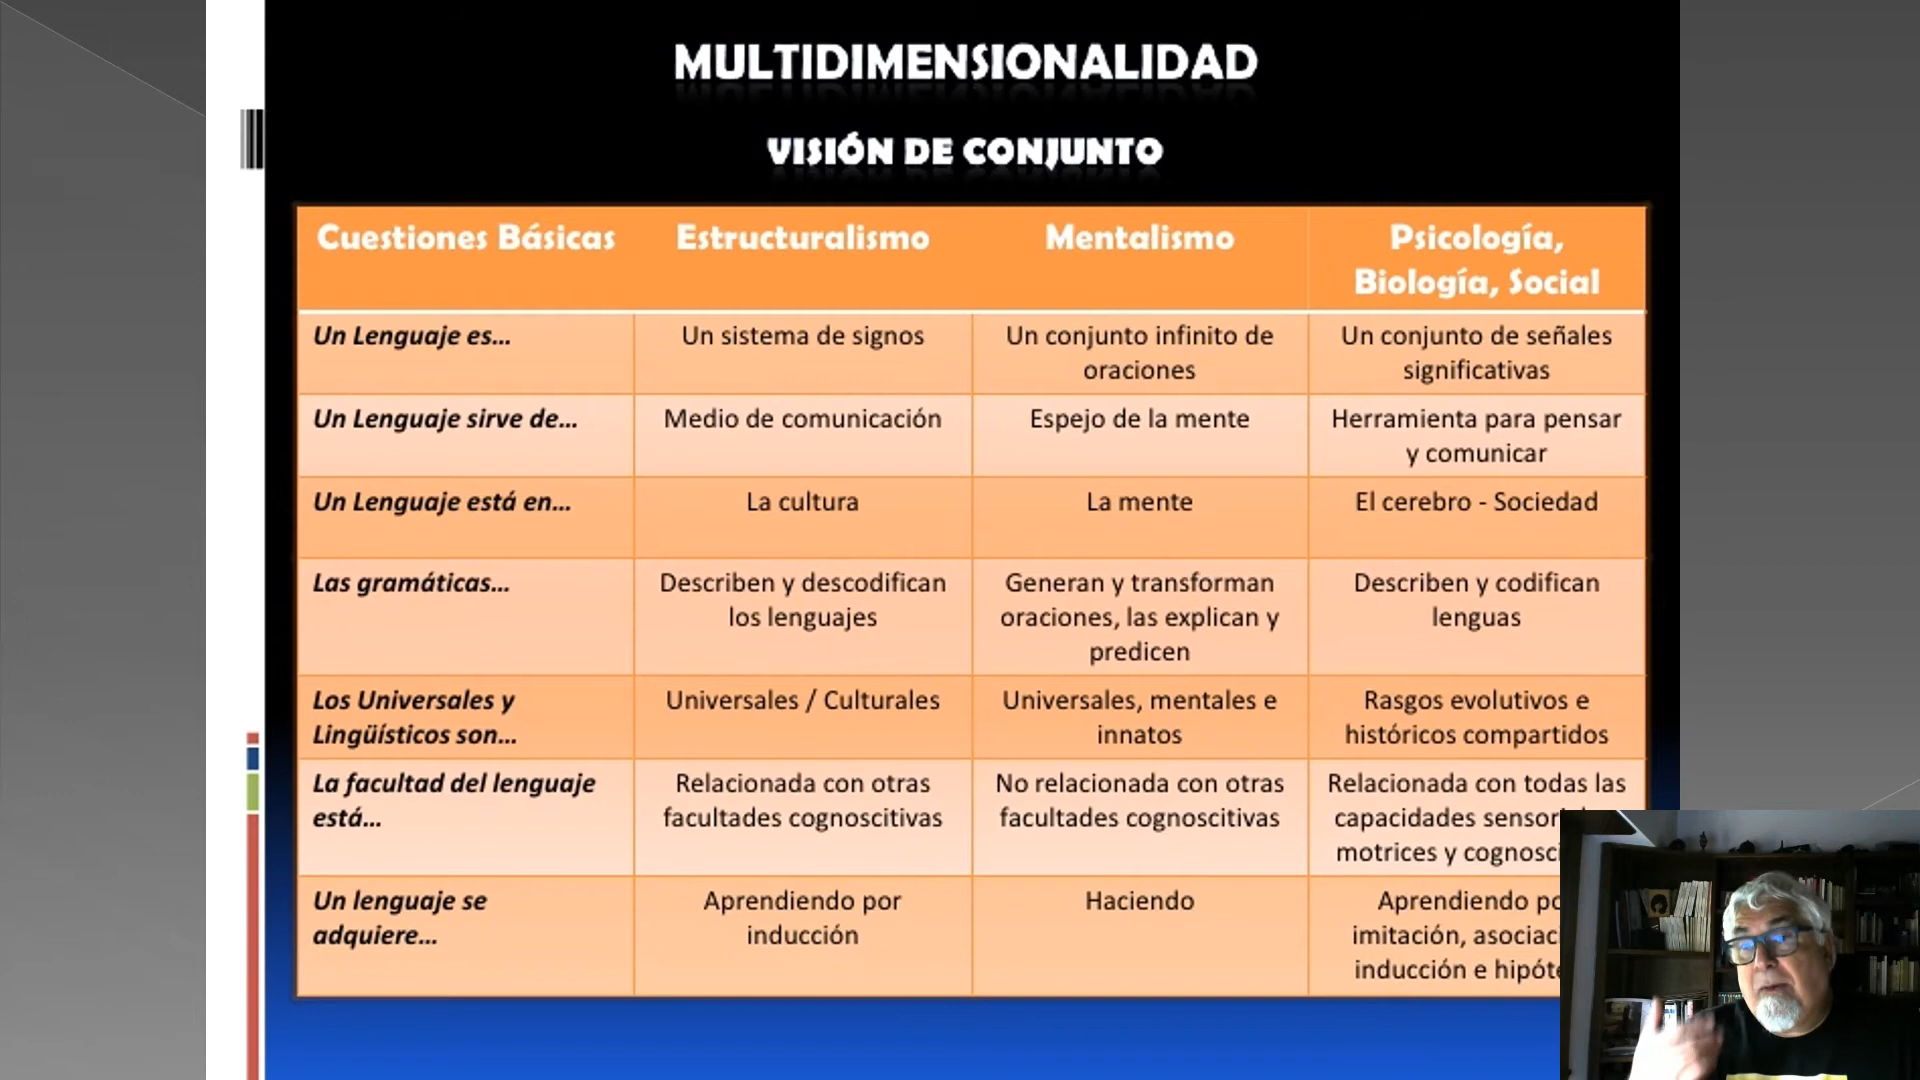 MULTIDIMENSIONALIDAD
VISIÓN DE CONJUNTO
Cuestiones Básicas
Estructuralismo
Mentalismo
Psicología,
Biología, Social
Un Lenguaje es...
Un sistema de signos
Un conjunto infinito de
oraciones
Un conjunto de señales
significativas
Un Lenguaje sirve de...
Medio de comunicación
Espejo de la mente
Herramienta para pensar
y comunicar
Un Lenguaje está en...
La cultura
La mente
El cerebro - Sociedad
Las gramáticas...
Describen y descodifican
los lenguajes
Generan y transforman
oraciones, las explican y
predicen
Describen y codifican
lenguas
Los Universales y
Lingüísticos son...
Universales / Culturales
Universales, mentales e
innatos
Rasgos evolutivos e
históricos compartidos
La facultad del lenguaje
está...
Relacionada con otras
facultades cognoscitivas
No relacionada con otras
facultades cognoscitivas
Relacionada con todas las
capacidades
motrices y
Un lenguaje se
adquiere...
Aprendiendo por
inducción
Haciendo
Aprendiendo
imitación,
inducción e